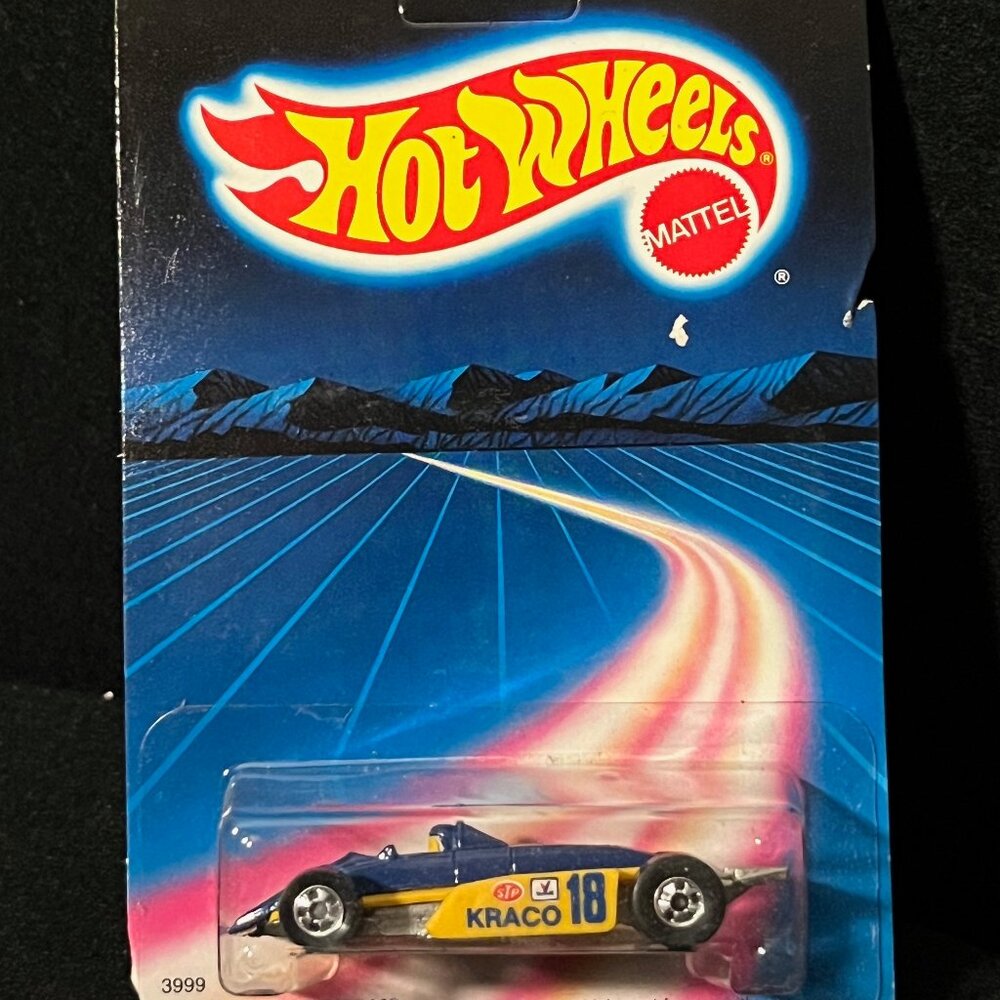 HOT WHEELS®
MATTEL
®
STP
KRACO 18
3999